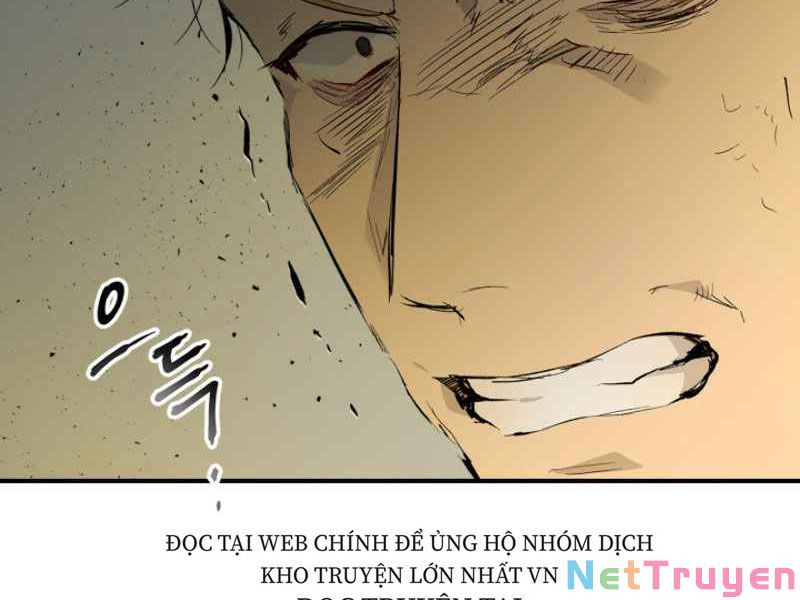 으득
ĐỌC TẠI WEB CHÍNH ĐỂ ỦNG HỘ NHÓM DỊCH
KHO TRUYỆN LỚN NHẤT VN
NetTruyen